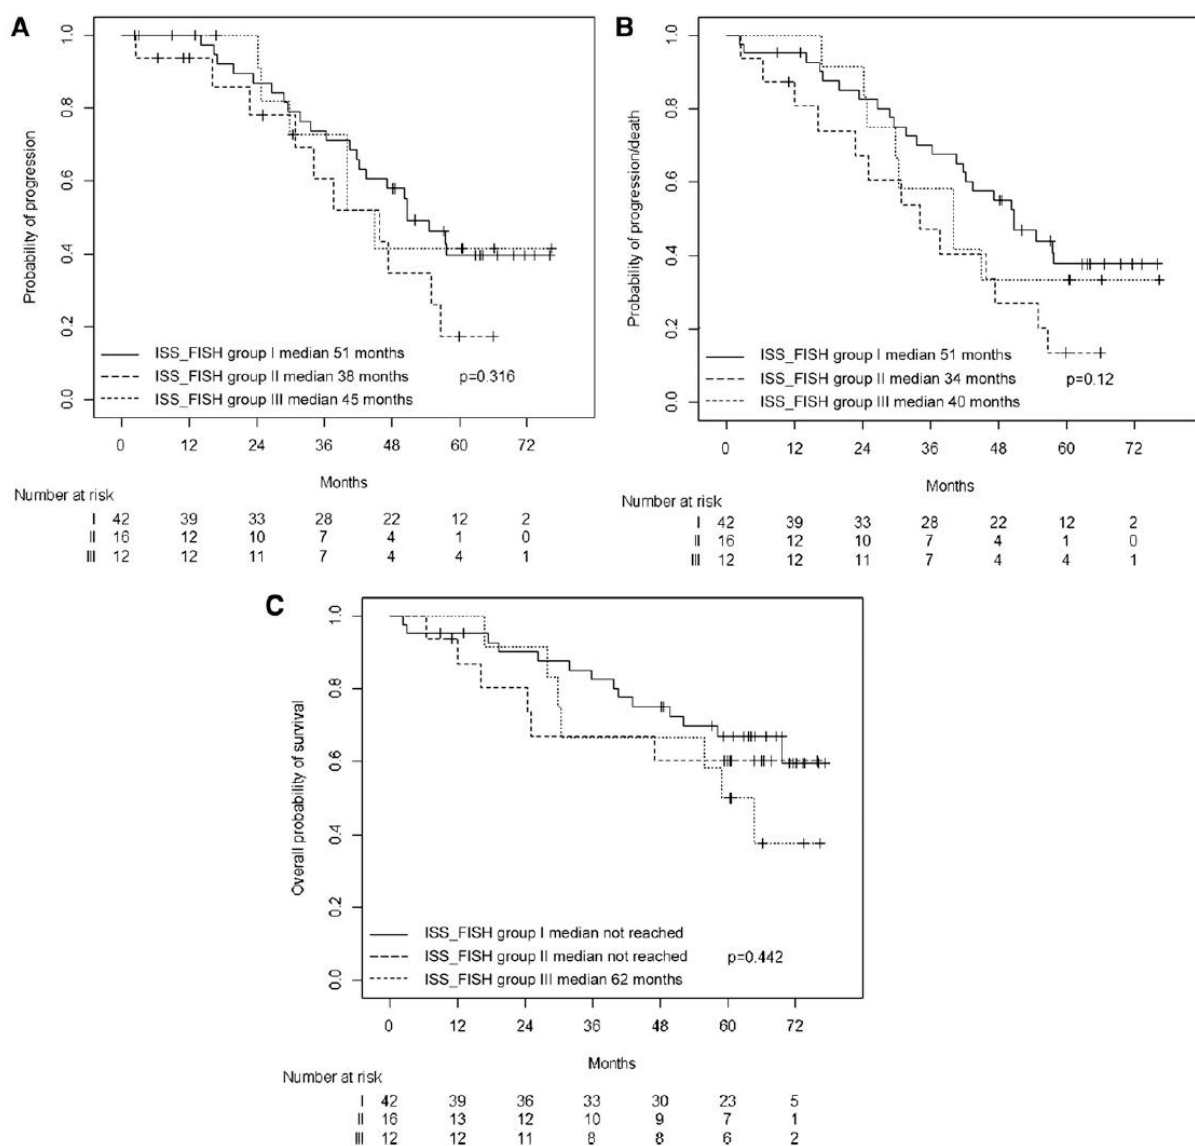 A
Probability of progression
1.0
0.8
0.6
0.4
0.2
0.0
ISS_FISH group I median 51 months
ISS_FISH group II median 38 months
ISS_FISH group III median 45 months
p=0.316
0 12 24 36 48 60 72
Months
Number at risk
I 42 39 33 28 22 12 2
II 16 12 10 7 4 1 0
III 12 12 11 7 4 4 1
B
Probability of progression/death
1.0
0.8
0.6
0.4
0.2
0.0
ISS_FISH group I median 51 months
ISS_FISH group II median 34 months
ISS_FISH group III median 40 months
p=0.12
0 12 24 36 48 60 72
Months
Number at risk
I 42 39 33 28 22 12 2
II 16 12 10 7 4 1 0
III 12 12 11 7 4 4 1
C
Overall probability of survival
1.0
0.8
0.6
0.4
0.2
0.0
ISS_FISH group I median not reached
ISS_FISH group II median not reached
ISS_FISH group III median 62 months
p=0.442
0 12 24 36 48 60 72
Months
Number at risk
I 42 39 36 33 30 23 5
II 16 13 12 10 9 7 1
III 12 12 11 8 8 6 2